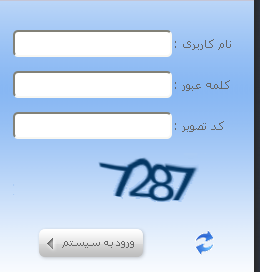 نام کاربری :
کلمه عبور :
کد تصویر :
7287
ورود به سیستم